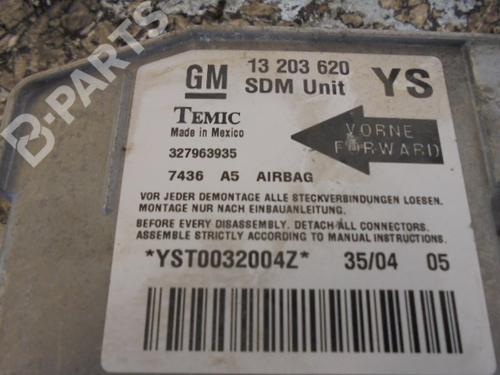 B-PARTS
GM
13 203 620
SDM Unit
YS
TEMIC
Made in Mexico
VORNE
FORWARD
327963935
7436 A5 AIRBAG
VOR JEDER DEMONTAGE ALLE STECKVERBINDUNGEN LOESEN.
MONTAGE NUR NACH EINBAUANLEITUNG.
BEFORE EVERY DISASSEMBLY. DETACH ALL CONNECTORS.
ASSEMBLE STRICTLY ACCORDING TO MANUAL INSTRUMENTS.
*YST0032004Z* 35/04 05